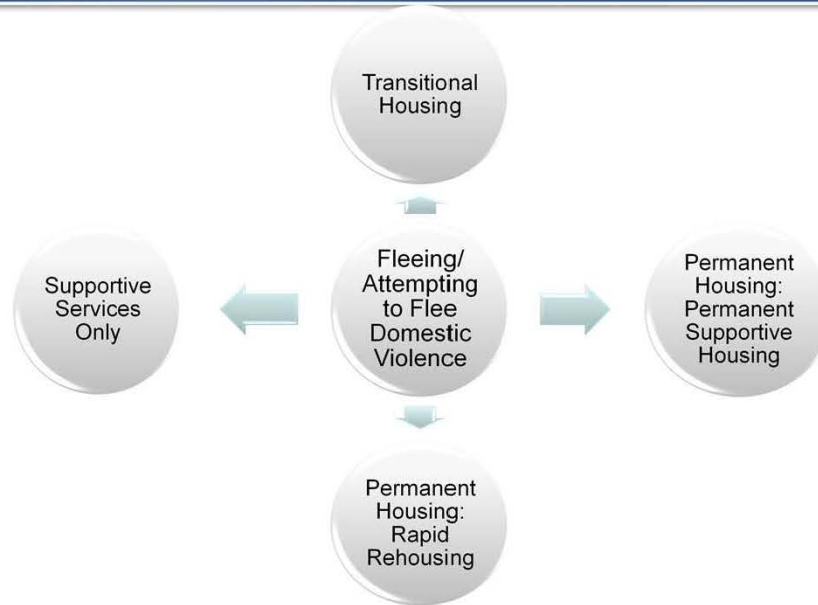 Transitional
Housing
Supportive
Services
Only
Fleeing/
Attempting
to Flee
Domestic
Violence
Permanent
Housing:
Permanent
Supportive
Housing
Permanent
Housing:
Rapid
Rehousing